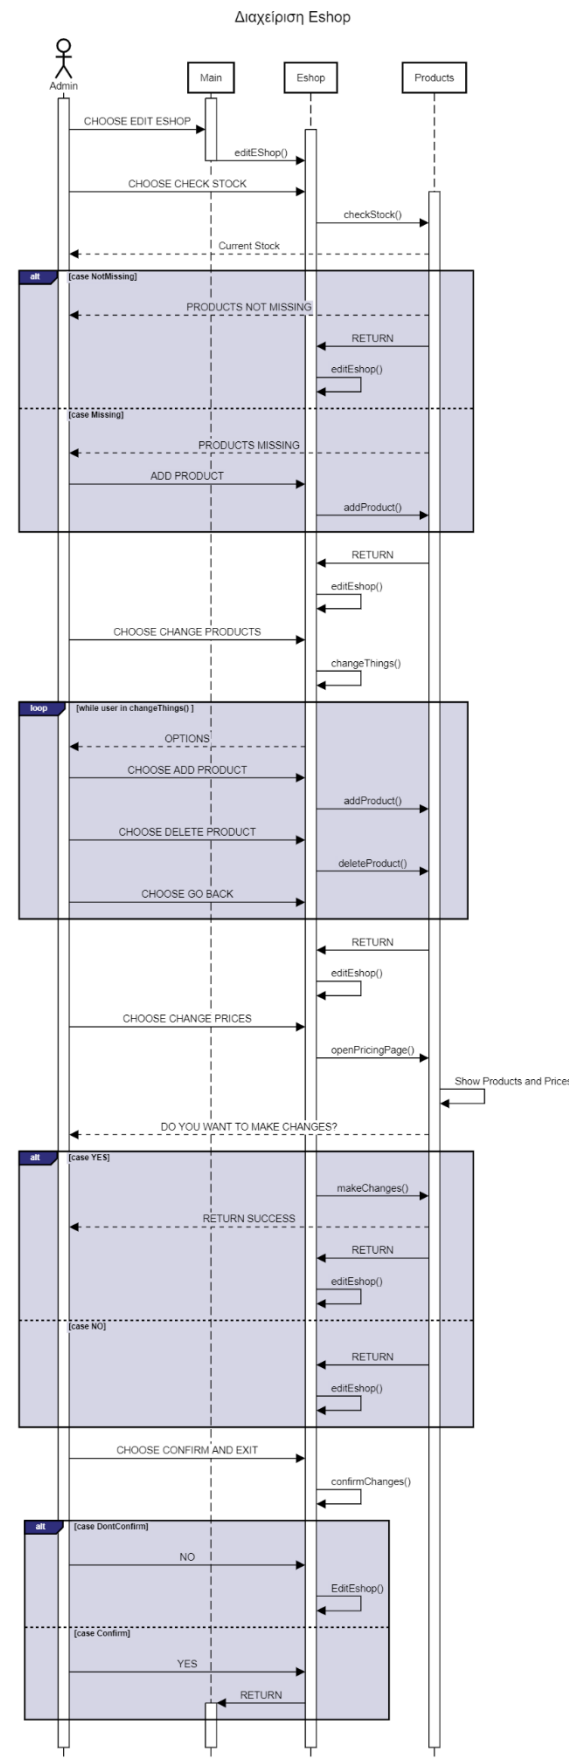 Διαχείριση Eshop
Admin
Main
Eshop
Products
CHOOSE EDIT ESHOP
editEShop()
CHOOSE CHECK STOCK
checkStock()
Current Stock
alt [case NotMissing]
PRODUCTS NOT MISSING
RETURN
editEshop()
[case Missing]
PRODUCTS MISSING
ADD PRODUCT
addProduct()
RETURN
editEshop()
CHOOSE CHANGE PRODUCTS
changeThings()
loop [while user in changeThings() ]
OPTIONS
CHOOSE ADD PRODUCT
addProduct()
CHOOSE DELETE PRODUCT
deleteProduct()
CHOOSE GO BACK
RETURN
editEshop()
CHOOSE CHANGE PRICES
openPricingPage()
Show Products and Prices
DO YOU WANT TO MAKE CHANGES?
alt [case YES]
makeChanges()
RETURN SUCCESS
RETURN
editEshop()
[case NO]
RETURN
editEshop()
CHOOSE CONFIRM AND EXIT
confirmChanges()
alt [case DontConfirm]
NO
EditEshop()
[case Confirm]
YES
RETURN